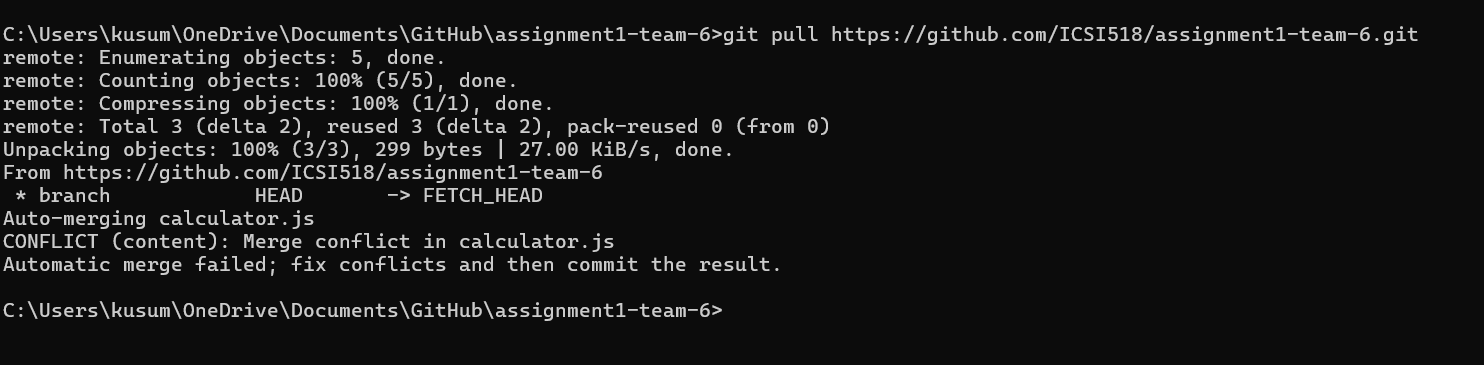 C:\Users\kusum\OneDrive\Documents\GitHub\assignment1-team-6>git pull https://github.com/ICSI518/assignment1-team-6.git
remote: Enumerating objects: 5, done.
remote: Counting objects: 100% (5/5), done.
remote: Compressing objects: 100% (1/1), done.
remote: Total 3 (delta 2), reused 3 (delta 2), pack-reused 0 (from 0)
Unpacking objects: 100% (3/3), 299 bytes | 27.00 KiB/s, done.
From https://github.com/ICSI518/assignment1-team-6
 * branch            HEAD       -> FETCH_HEAD
Auto-merging calculator.js
CONFLICT (content): Merge conflict in calculator.js
Automatic merge failed; fix conflicts and then commit the result.
C:\Users\kusum\OneDrive\Documents\GitHub\assignment1-team-6>